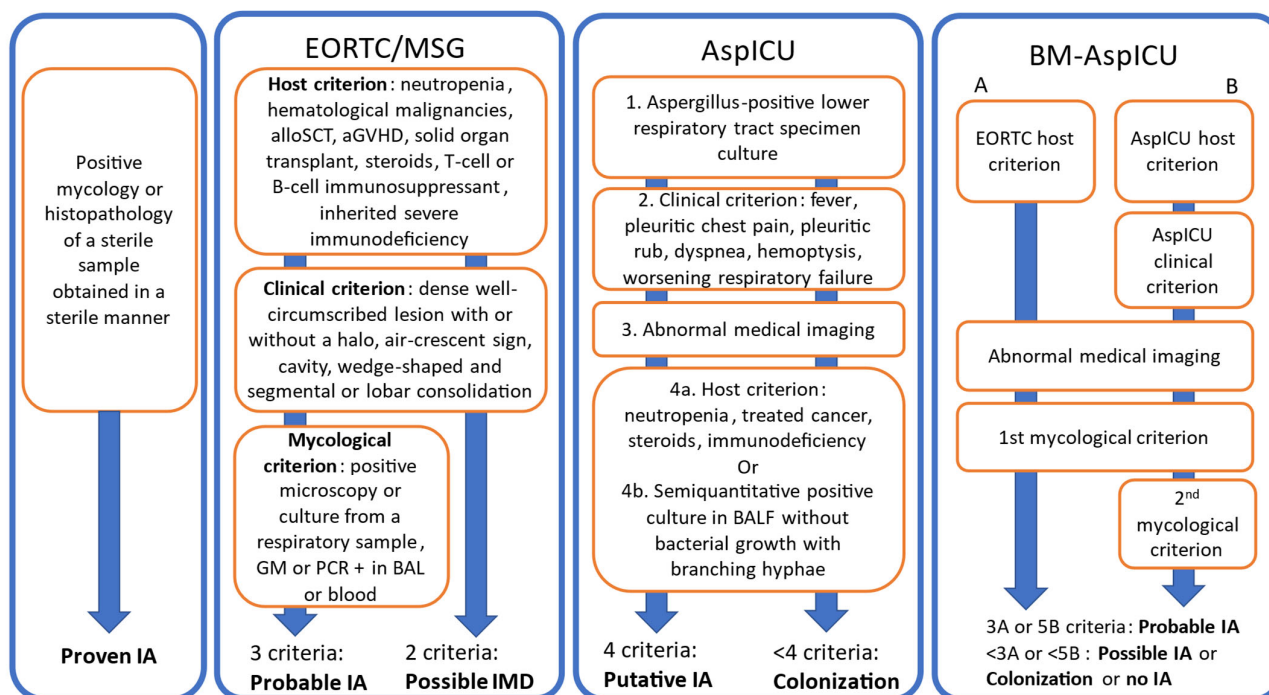 Positive
mycology or
histopathology
of a sterile
sample
obtained in a
sterile manner
Proven IA
EORTC/MSG
Host criterion: neutropenia,
hematological malignancies,
alloSCT, aGVHD, solid organ
transplant, steroids, T-cell or
B-cell immunosuppressant,
inherited severe
immunodeficiency
Clinical criterion: dense well-
circumscribed lesion with or
without a halo, air-crescent sign,
cavity, wedge-shaped and
segmental or lobar consolidation
Mycological
criterion: positive
microscopy or
culture from a
respiratory sample,
GM or PCR + in BAL
or blood
3 criteria:
Probable IA
2 criteria:
Possible IMD
AspICU
1. Aspergillus-positive lower
respiratory tract specimen
culture
2. Clinical criterion: fever,
pleuritic chest pain, pleuritic
rub, dyspnea, hemoptysis,
worsening respiratory failure
3. Abnormal medical imaging
4a. Host criterion:
neutropenia, treated cancer,
steroids, immunodeficiency
Or
4b. Semiquantitative positive
culture in BALF without
bacterial growth with
branching hyphae
4 criteria:
Putative IA
<4 criteria:
Colonization
BM-AspICU
A
B
EORTC host
criterion
AspICU host
criterion
AspICU
clinical
criterion
Abnormal medical imaging
1st mycological criterion
2nd
mycological
criterion
3A or 5B criteria: Probable IA
<3A or <5B : Possible IA or
Colonization or no IA